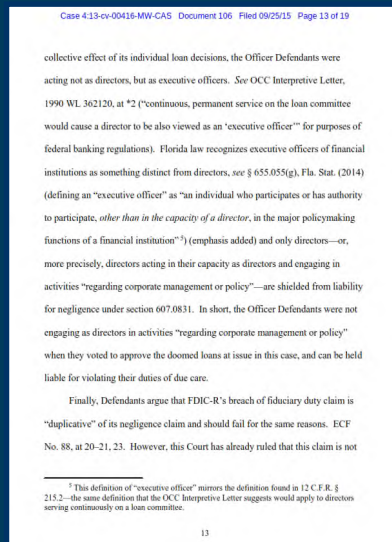 Case 4:13-cv-00416-MW-CAS Document 106 Filed 09/25/15 Page 13 of 19
collective effect of its individual loan decisions, the Officer Defendants were
acting not as directors, but as executive officers. See OCC Interpretive Letter,
1990 WL 362120, at *2 (“continuous, permanent service on the loan committee
would cause a director to be also viewed as an ‘executive officer’” for purposes of
federal banking regulations). Florida law recognizes executive officers of financial
institutions as something distinct from directors, see § 655.055(g), Fla. Stat. (2014)
(defining an “executive officer” as “an individual who participates or has authority
to participate, other than in the capacity of a director, in the major policymaking
functions of a financial institution”⁵) (emphasis added) and only directors—or,
more precisely, directors acting in their capacity as directors and engaging in
activities “regarding corporate management or policy”—are shielded from liability
for negligence under section 607.0831. In short, the Officer Defendants were not
engaging as directors in activities “regarding corporate management or policy”
when they voted to approve the doomed loans at issue in this case, and can be held
liable for violating their duties of due care.
Finally, Defendants argue that FDIC-R’s breach of fiduciary duty claim is
“duplicative” of its negligence claim and should fail for the same reasons. ECF
No. 88, at 20–21, 23. However, this Court has already ruled that this claim is not
⁵ This definition of “executive officer” mirrors the definition found in 12 C.F.R. §
215.2—the same definition that the OCC Interpretive Letter suggests would apply to directors
serving continuously on a loan committee.
13